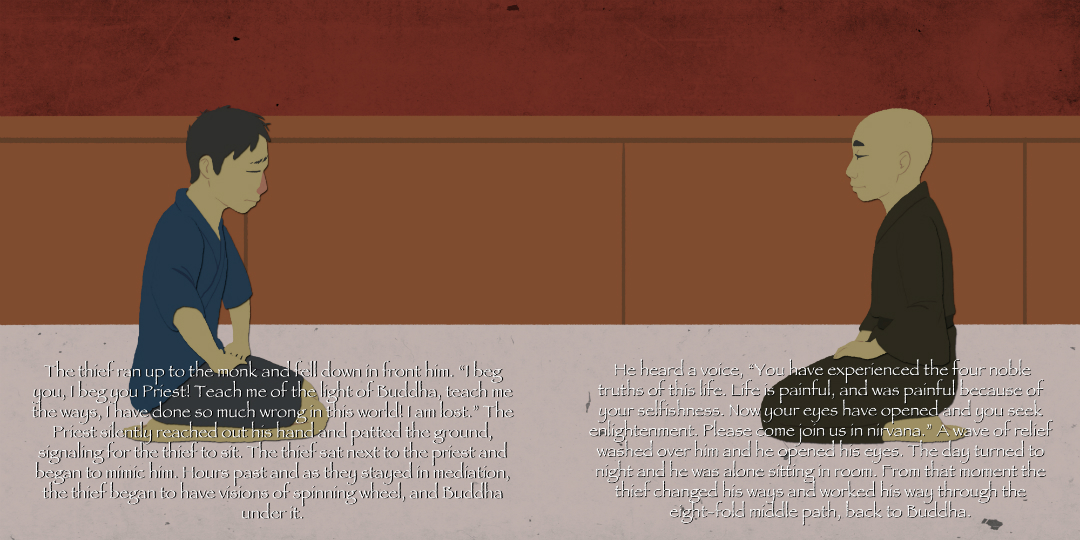 The thief ran up to the monk and fell down in front him. “I beg
you, I beg you Priest! Teach me of the light of Buddha, teach me
the ways, I have done so much wrong in this world! I am lost.” The
Priest silently reached out his hand and patted the ground,
signaling for the thief to sit. The thief sat next to the priest and
began to mimic him. Hours past and as they stayed in mediation,
the thief began to have visions of spinning wheel, and Buddha
under it.
He heard a voice, “You have experienced the four noble
truths of this life. Life is painful, and was painful because of
your selfishness. Now your eyes have opened and you seek
enlightenment. Please come join us in nirvana.” A wave of relief
washed over him and he opened his eyes. The day turned to
night and he was alone sitting in room. From that moment the
thief changed his ways and worked his way through the
eight-fold middle path, back to Buddha.